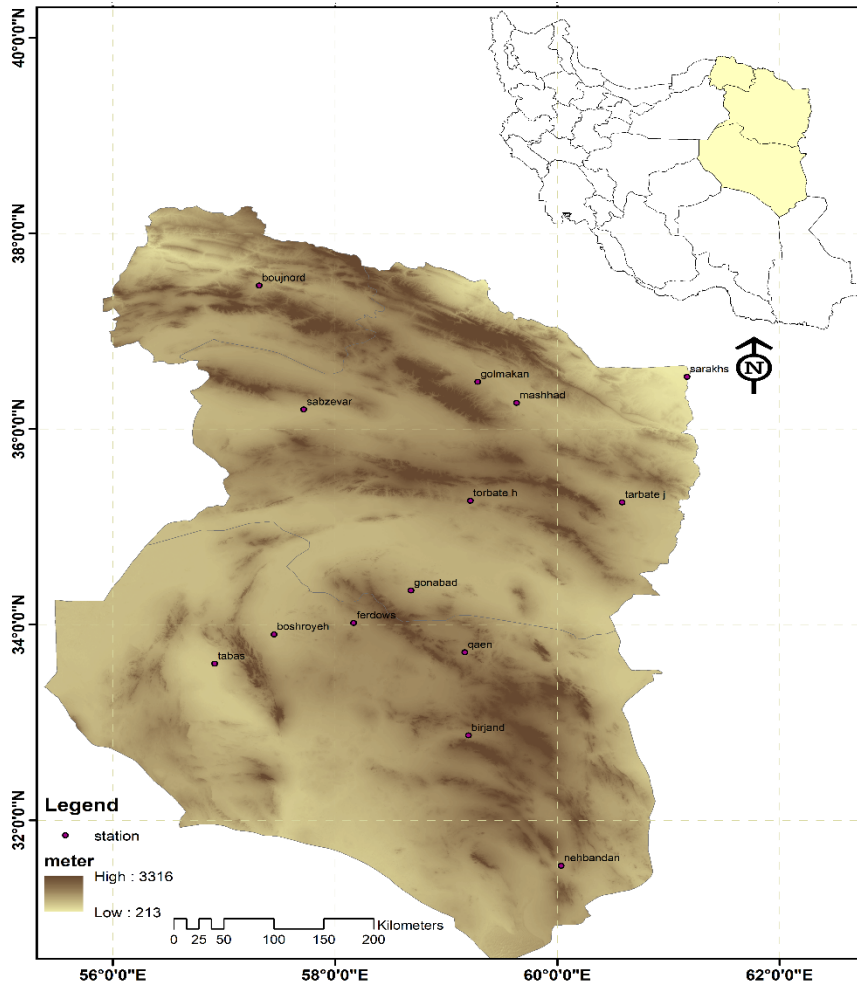 40°0'0"N
38°0'0"N
36°0'0"N
34°0'0"N
32°0'0"N
N
boujnord
golmakan
sarakhs
mashhad
sabzevar
torbate h
tarbate j
gonabad
ferdows
boshroyeh
qaen
tabas
birjand
nehbandan
Legend
station
meter
High : 3316
Low : 213
Kilometers
0 25 50 100 150 200
56°0'0"E 58°0'0"E 60°0'0"E 62°0'0"E